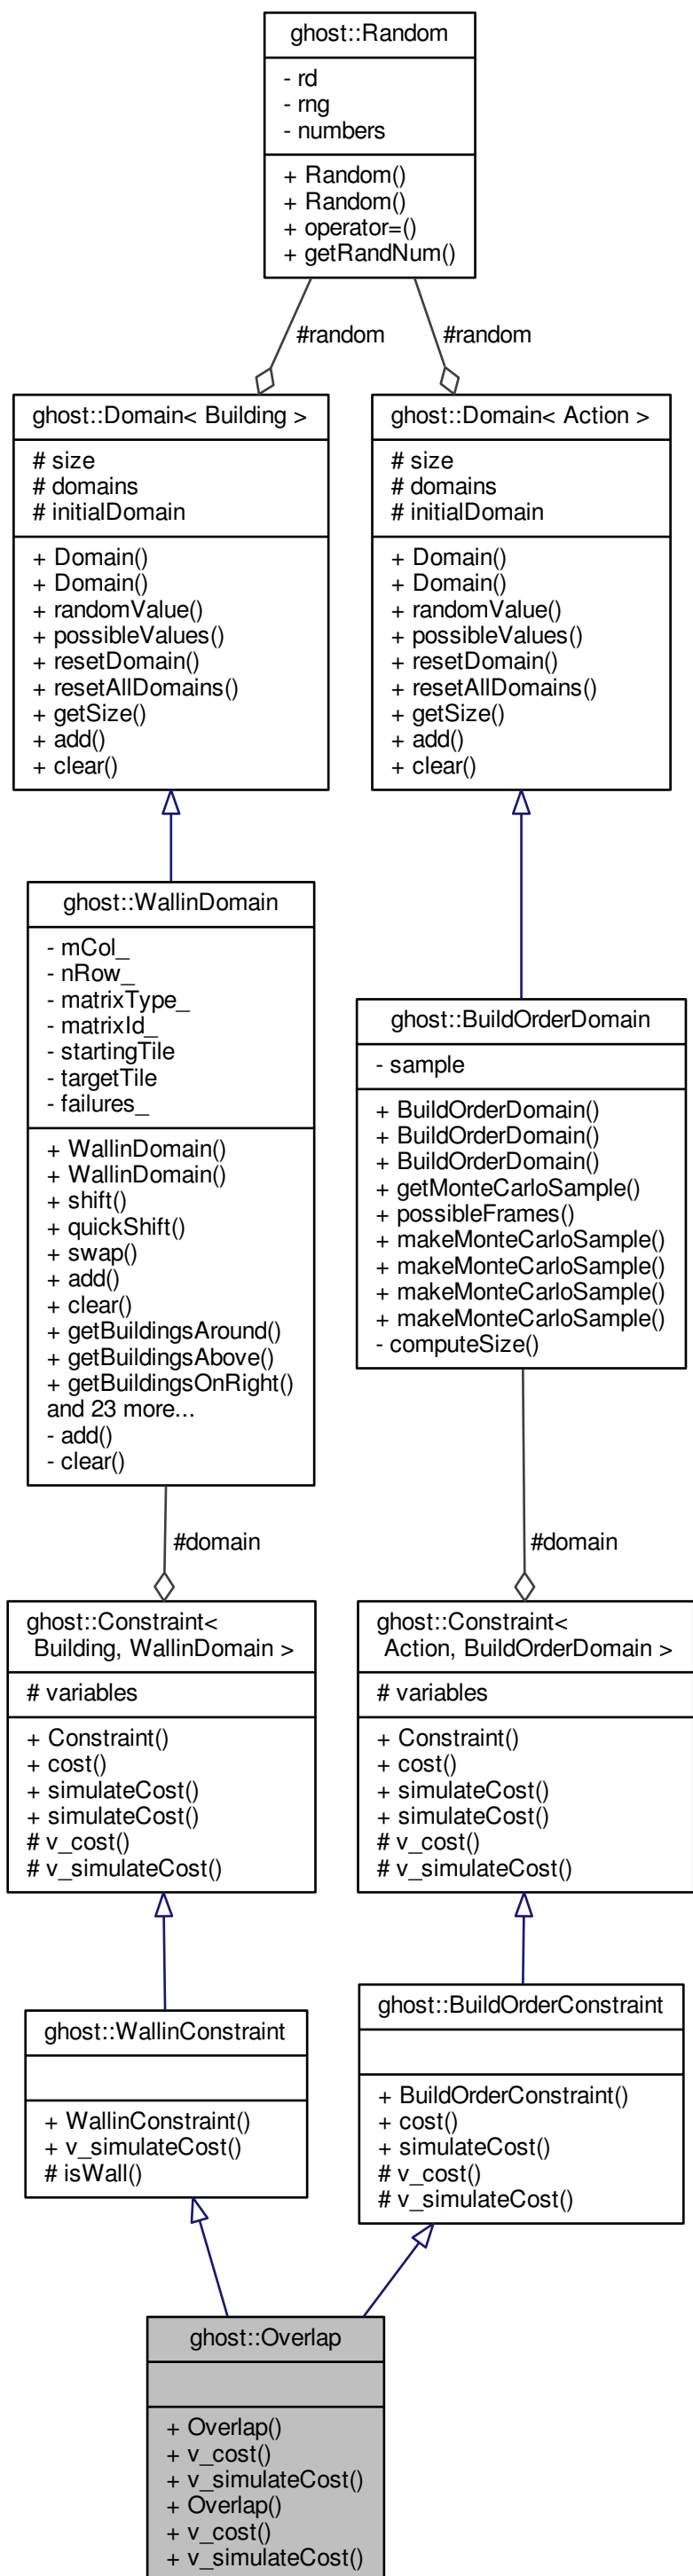 ghost::Random
- rd
- rng
- numbers
+ Random()
+ Random()
+ operator=()
+ getRandNum()
#random
#random
ghost::Domain< Building >
# size
# domains
# initialDomain
+ Domain()
+ Domain()
+ randomValue()
+ possibleValues()
+ resetDomain()
+ resetAllDomains()
+ getSize()
+ add()
+ clear()
ghost::Domain< Action >
# size
# domains
# initialDomain
+ Domain()
+ Domain()
+ randomValue()
+ possibleValues()
+ resetDomain()
+ resetAllDomains()
+ getSize()
+ add()
+ clear()
ghost::WallinDomain
- mCol_
- nRow_
- matrixType_
- matrixId_
- startingTile
- targetTile
- failures_
+ WallinDomain()
+ WallinDomain()
+ shift()
+ quickShift()
+ swap()
+ add()
+ clear()
+ getBuildingsAround()
+ getBuildingsAbove()
+ getBuildingsOnRight()
and 23 more...
- add()
- clear()
ghost::BuildOrderDomain
- sample
+ BuildOrderDomain()
+ BuildOrderDomain()
+ BuildOrderDomain()
+ getMonteCarloSample()
+ possibleFrames()
+ makeMonteCarloSample()
+ makeMonteCarloSample()
+ makeMonteCarloSample()
+ makeMonteCarloSample()
- computeSize()
#domain
#domain
ghost::Constraint<
Building, WallinDomain >
# variables
+ Constraint()
+ cost()
+ simulateCost()
+ simulateCost()
# v_cost()
# v_simulateCost()
ghost::Constraint<
Action, BuildOrderDomain >
# variables
+ Constraint()
+ cost()
+ simulateCost()
+ simulateCost()
# v_cost()
# v_simulateCost()
ghost::WallinConstraint
+ WallinConstraint()
+ v_simulateCost()
# isWall()
ghost::BuildOrderConstraint
+ BuildOrderConstraint()
+ cost()
+ simulateCost()
# v_cost()
# v_simulateCost()
ghost::Overlap
+ Overlap()
+ v_cost()
+ v_simulateCost()
+ Overlap()
+ v_cost()
+ v_simulateCost()